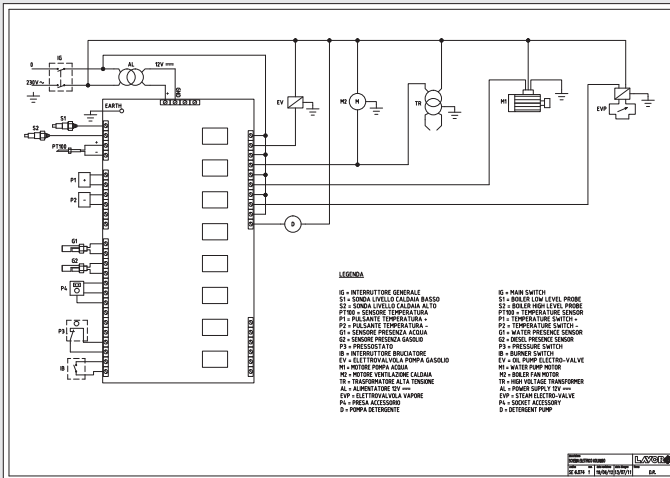 D
IG
AL
12V
230V~
+
GND
EARTH
S1
S2
PT100
+
-
P1
+
P2
-
G1
G2
P4
P3
IB
EV
M2
M
TR
M1
EVP
D
LEGENDA
IG = INTERRUTTORE GENERALE
S1 = SONDA LIVELLO CALDAIA BASSO
S2 = SONDA LIVELLO CALDAIA ALTO
PT100 = SENSORE TEMPERATURA
P1 = PULSANTE TEMPERATURA +
P2 = PULSANTE TEMPERATURA -
G1 = SENSORE PRESENZA ACQUA
G2 = SENSORE PRESENZA GASOLIO
P3 = PRESSOSTATO
IB = INTERRUTTORE BRUCIATORE
EV = ELETTROVALVOLA POMPA GASOLIO
M1 = MOTORE POMPA ACQUA
M2 = MOTORE VENTILAZIONE CALDAIA
TR = TRASFORMATORE ALTA TENSIONE
AL = ALIMENTATORE 12V
EVP = ELETTROVALVOLA VAPORE
P4 = PRESA ACCESSORIO
D = POMPA DETERGENTE
IG = MAIN SWITCH
S1 = BOILER LOW LEVEL PROBE
S2 = BOILER HIGH LEVEL PROBE
PT100 = TEMPERATURE SENSOR
P1 = TEMPERATURE SWITCH +
P2 = TEMPERATURE SWITCH -
G1 = WATER PRESENCE SENSOR
G2 = DIESEL PRESENCE SENSOR
P3 = PRESSURE SWITCH
IB = BURNER SWITCH
EV = OIL PUMP ELECTRO-VALVE
M1 = WATER PUMP MOTOR
M2 = BOILER FAN MOTOR
TR = HIGH VOLTAGE TRANSFORMER
AL = POWER SUPPLY 12V
EVP = STEAM ELECTRO-VALVE
P4 = SOCKET ACCESSORY
D = DETERGENT PUMP
LAVOR